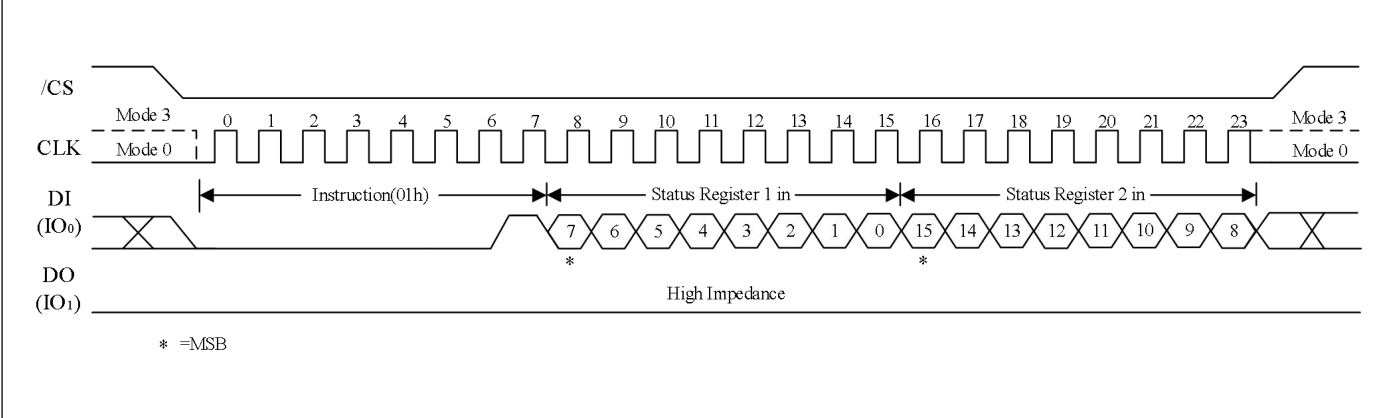 /CS
Mode 3 0 1 2 3 4 5 6 7 8 9 10 11 12 13 14 15 16 17 18 19 20 21 22 23 Mode 3
CLK Mode 0 Mode 0
DI Instruction(01h) Status Register 1 in Status Register 2 in
(IO₀) 7 6 5 4 3 2 1 0 15 14 13 12 11 10 9 8
* *
DO
(IO₁) High Impedance
* =MSB